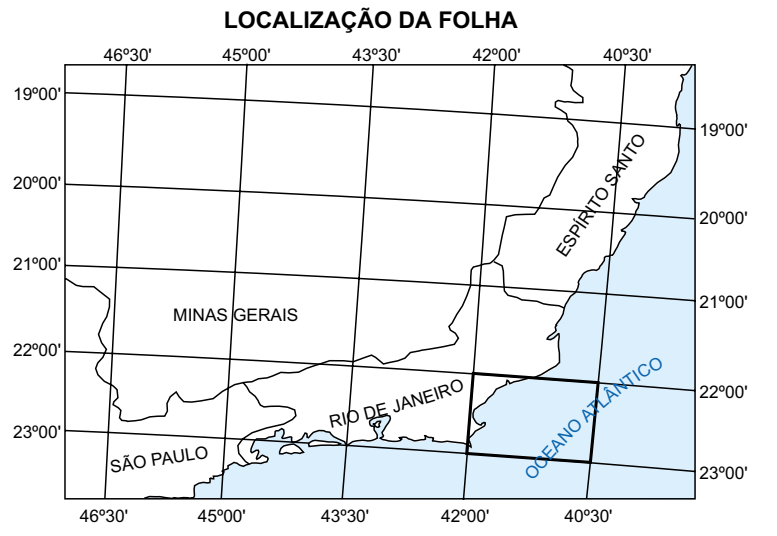 LOCALIZAÇÃO DA FOLHA
46º30' 45º00' 43º30' 42º00' 40º30'
19º00' 19º00'
ESPÍRITO SANTO
20º00' 20º00'
21º00' 21º00'
MINAS GERAIS
22º00' 22º00'
RIO DE JANEIRO
OCEANO ATLÂNTICO
23º00' 23º00'
SÃO PAULO
46º30' 45º00' 43º30' 42º00' 40º30'